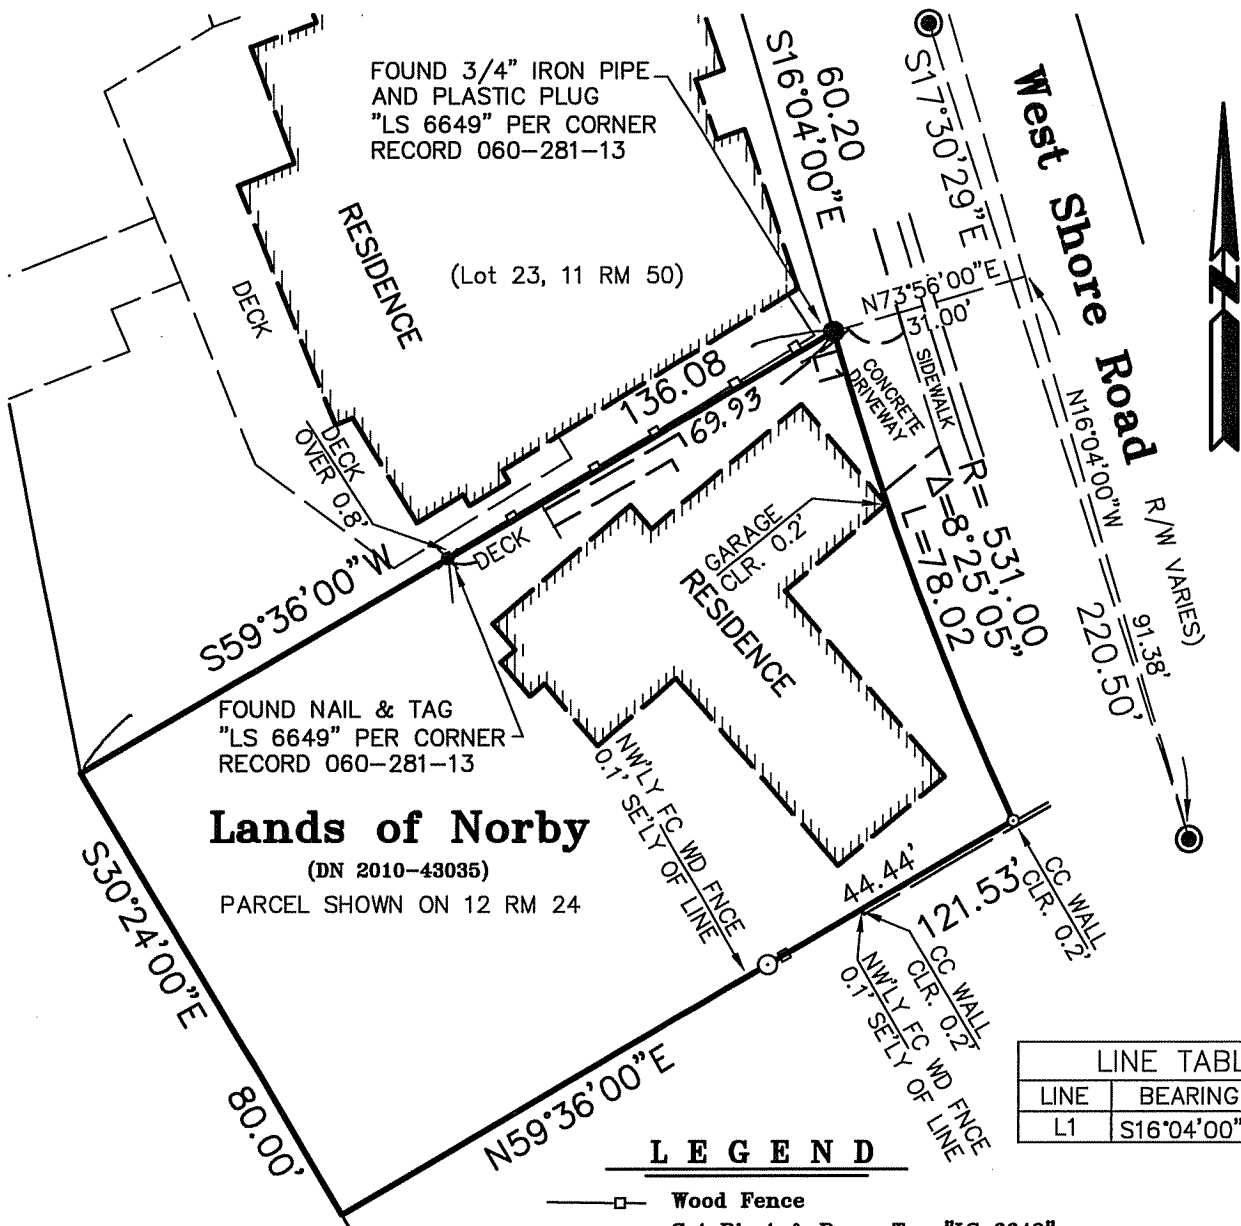 FOUND 3/4" IRON PIPE
AND PLASTIC PLUG
"LS 6649" PER CORNER
RECORD 060-281-13
60.20
S16°04'00"E
S17°30'29"E
West Shore Road
RESIDENCE
(Lot 23, 11 RM 50)
DECK
N73°56'00"E
31.00'
136.08
69.93
CONCRETE
DRIVEWAY
SIDEWALK
N16°04'00"W
R/W VARIES)
DECK
OVER 0.8'
R= 531.00
Δ=8°25'05"
L=78.02
GARAGE
CLR. 0.2'
DECK
RESIDENCE
91.38'
220.50'
S59°36'00"W
FOUND NAIL & TAG
"LS 6649" PER CORNER
RECORD 060-281-13
Lands of Norby
(DN 2010-43035)
PARCEL SHOWN ON 12 RM 24
NW'LY FC WD FNCE
0.1' SE'LY OF LINE
44.44'
121.53'
CC WALL
CLR. 0.2'
CC WALL
CLR. 0.2'
NW'LY FC WD FNCE
0.1' SE'LY OF LINE
S30°24'00"E
80.00'
N59°36'00"E
LINE TABL
LINE BEARING
L1 S16°04'00"
L E G E N D
Wood Fence
L1
N